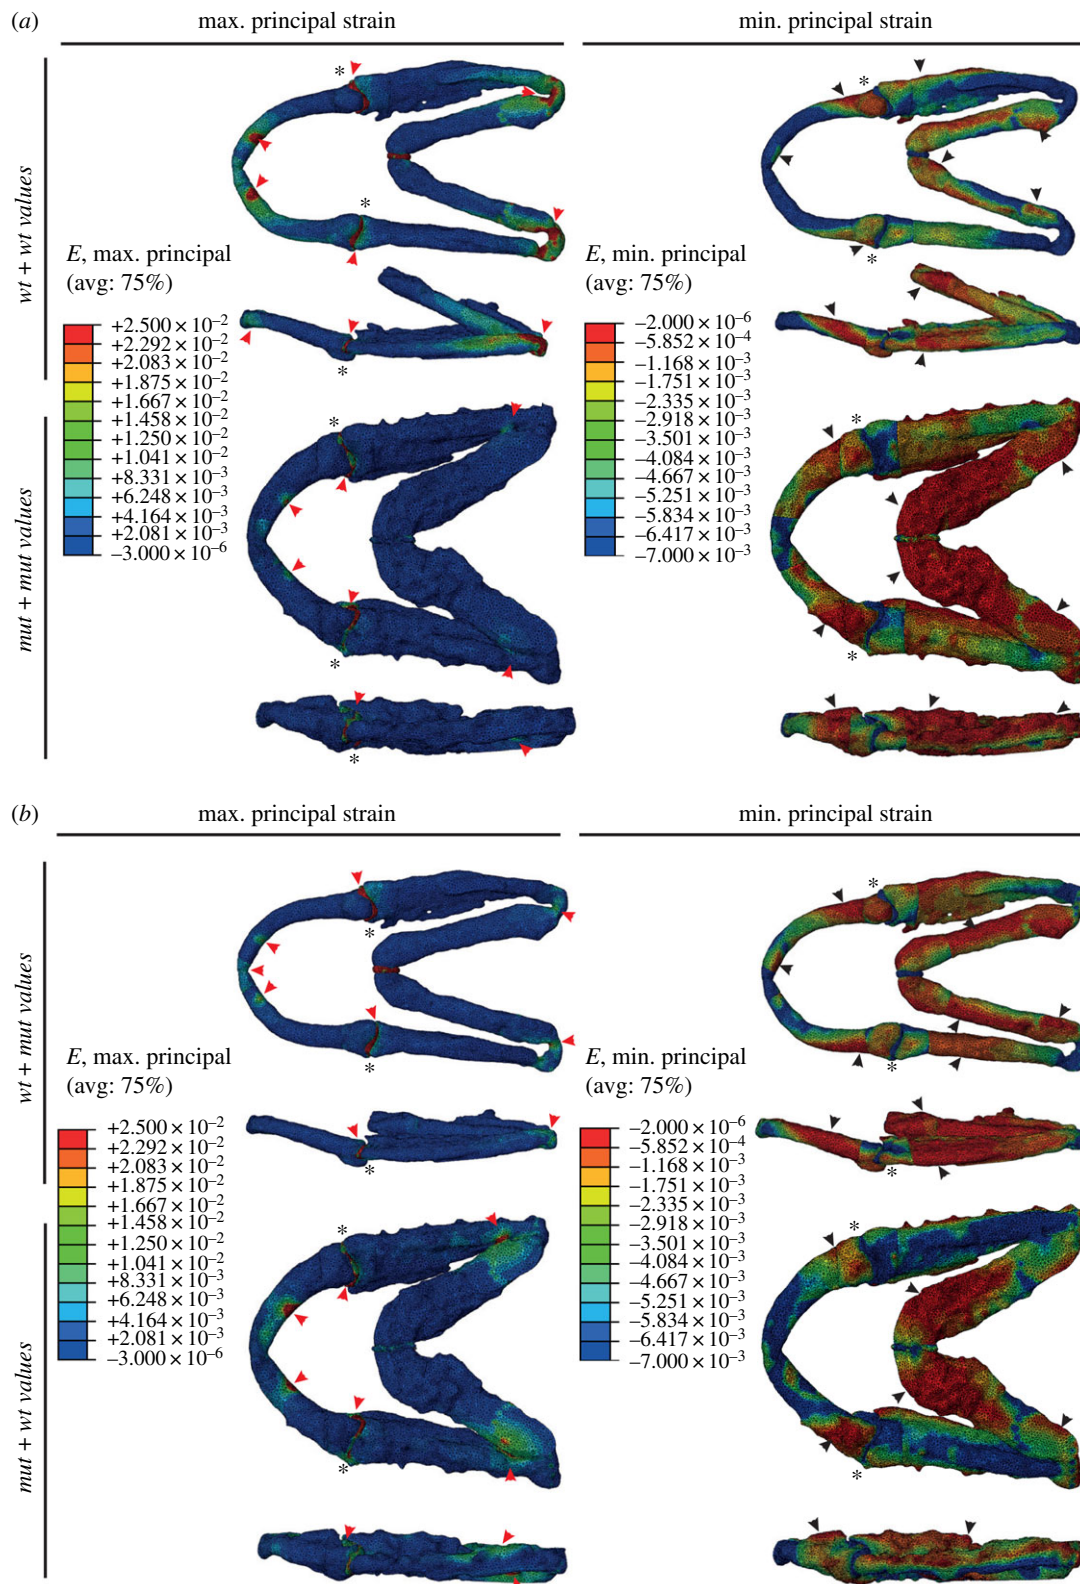 (a)
max. principal strain
min. principal strain
wt + wt values
*
*
*
*
*
E, max. principal
(avg: 75%)
+2.500 × 10⁻²
+2.292 × 10⁻²
+2.083 × 10⁻²
+1.875 × 10⁻²
+1.667 × 10⁻²
+1.458 × 10⁻²
+1.250 × 10⁻²
+1.041 × 10⁻²
+8.331 × 10⁻³
+6.248 × 10⁻³
+4.164 × 10⁻³
+2.081 × 10⁻³
–3.000 × 10⁻⁶
E, min. principal
(avg: 75%)
–2.000 × 10⁻⁶
–5.852 × 10⁻⁴
–1.168 × 10⁻³
–1.751 × 10⁻³
–2.335 × 10⁻³
–2.918 × 10⁻³
–3.501 × 10⁻³
–4.084 × 10⁻³
–4.667 × 10⁻³
–5.251 × 10⁻³
–5.834 × 10⁻³
–6.417 × 10⁻³
–7.000 × 10⁻³
mut + mut values
*
*
*
*
*
(b)
max. principal strain
min. principal strain
wt + mut values
*
*
*
*
*
*
E, max. principal
(avg: 75%)
+2.500 × 10⁻²
+2.292 × 10⁻²
+2.083 × 10⁻²
+1.875 × 10⁻²
+1.667 × 10⁻²
+1.458 × 10⁻²
+1.250 × 10⁻²
+1.041 × 10⁻²
+8.331 × 10⁻³
+6.248 × 10⁻³
+4.164 × 10⁻³
+2.081 × 10⁻³
–3.000 × 10⁻⁶
E, min. principal
(avg: 75%)
–2.000 × 10⁻⁶
–5.852 × 10⁻⁴
–1.168 × 10⁻³
–1.751 × 10⁻³
–2.335 × 10⁻³
–2.918 × 10⁻³
–3.501 × 10⁻³
–4.084 × 10⁻³
–4.667 × 10⁻³
–5.251 × 10⁻³
–5.834 × 10⁻³
–6.417 × 10⁻³
–7.000 × 10⁻³
mut + wt values
*
*
*
*